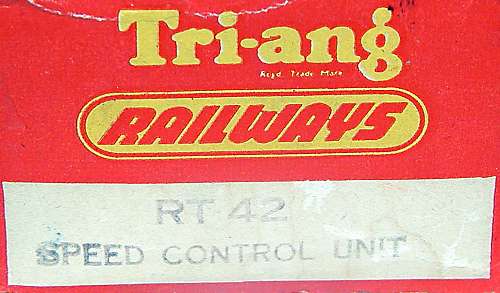 Tri-ang
Regd. Trade Mark
RAILWAYS
RT 42
SPEED CONTROL UNIT